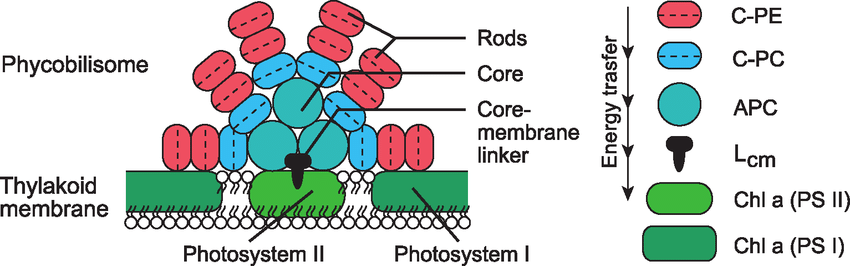 Phycobilisome
Thylakoid
membrane
Rods
Core
Core-
membrane
linker
Photosystem II
Photosystem I
Energy trasfer
C-PE
C-PC
APC
Lcm
Chl a (PS II)
Chl a (PS I)